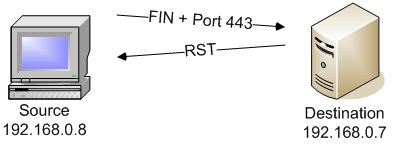 FIN + Port 443
RST
Source
192.168.0.8
Destination
192.168.0.7